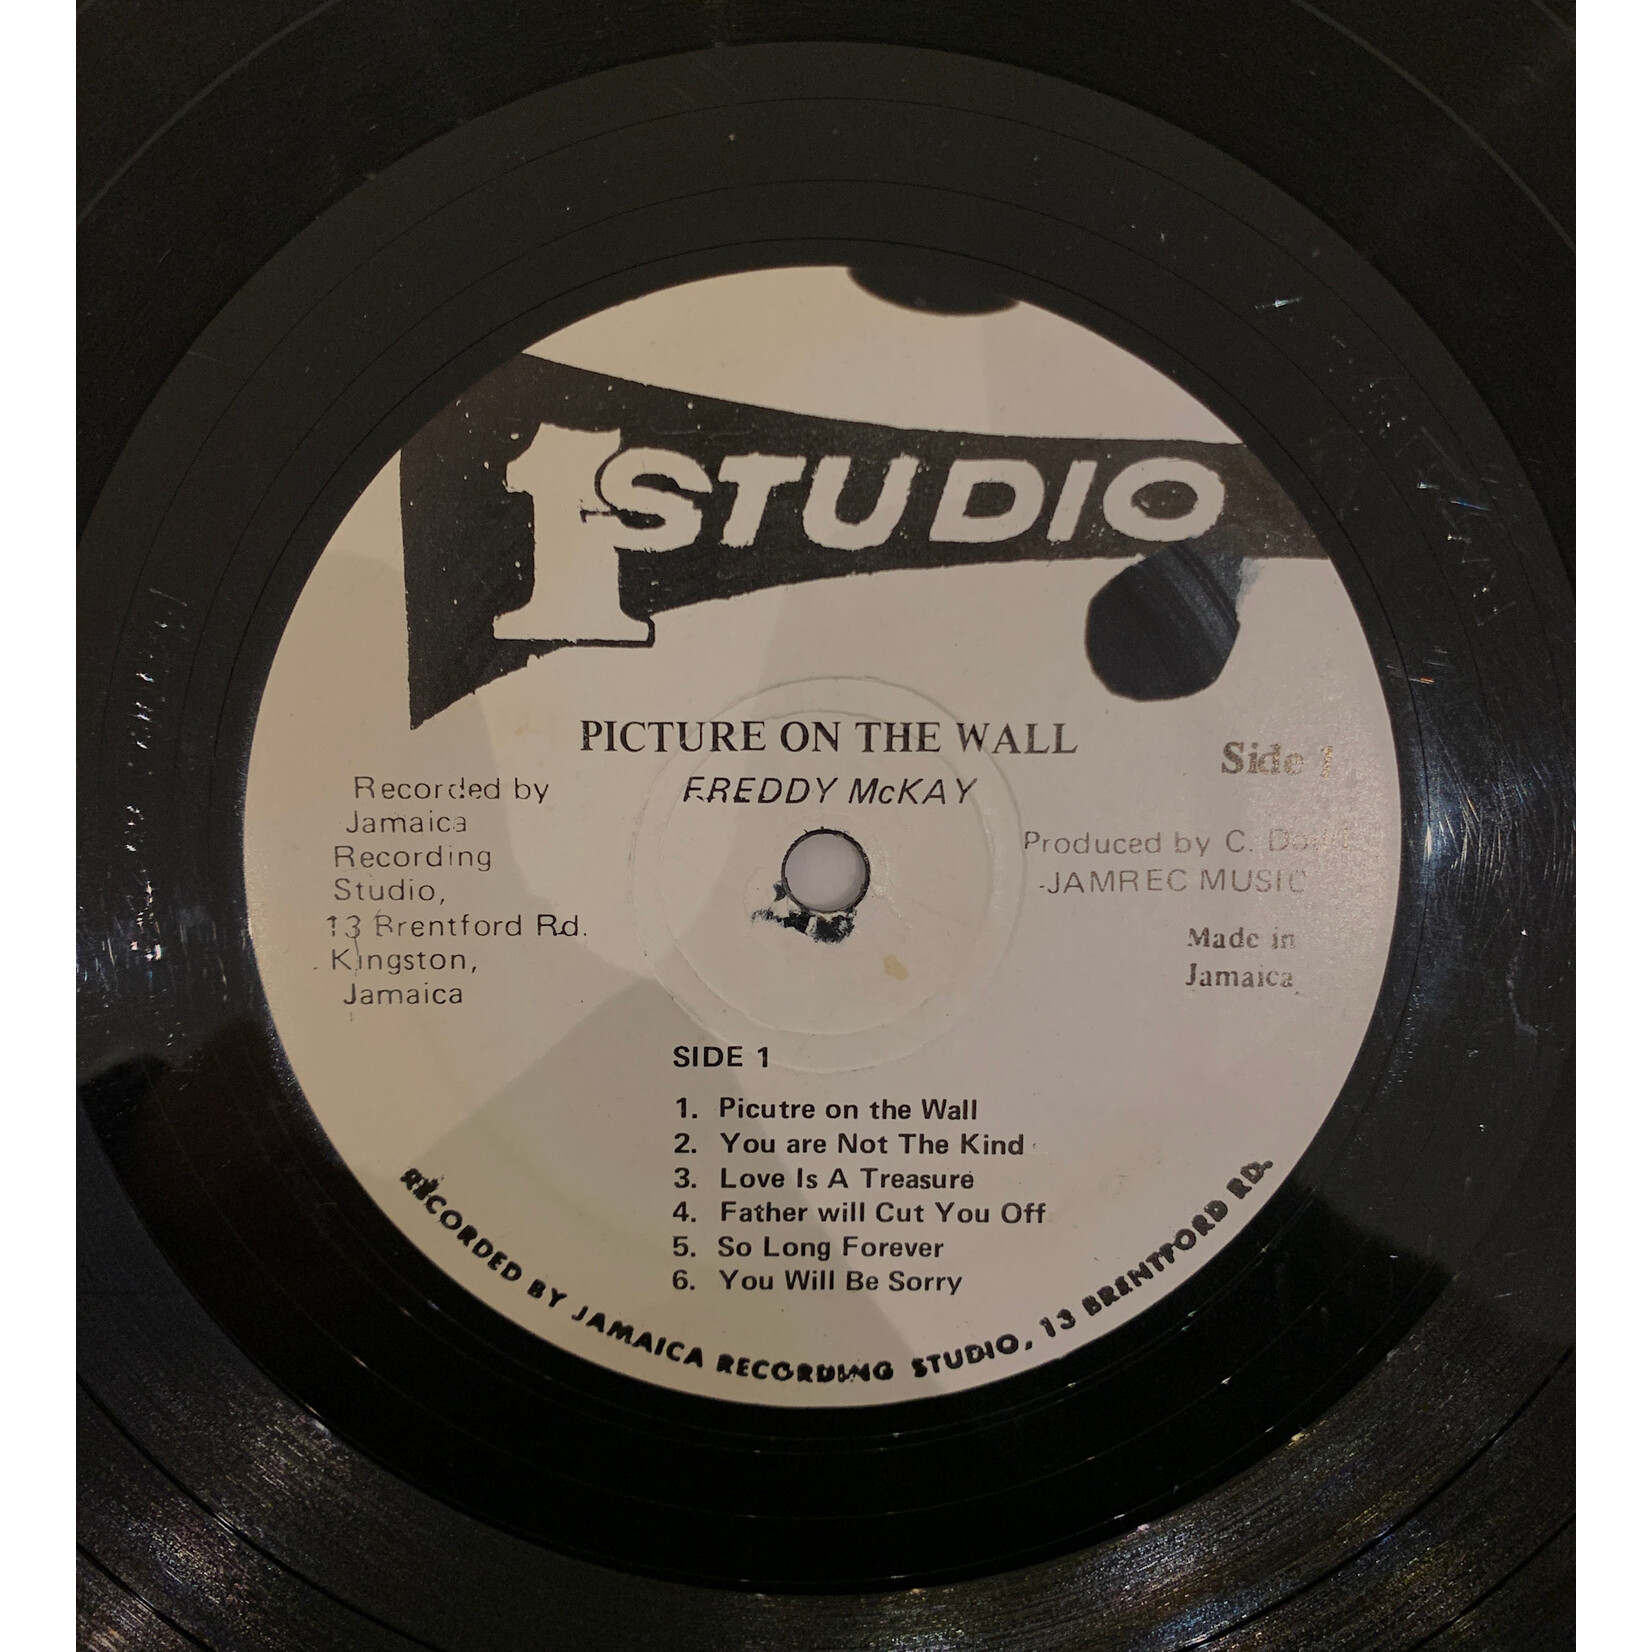 1 STUDIO
PICTURE ON THE WALL
FREDDY McKAY
Side 1
Recorded by
Jamaica
Recording
Studio,
13 Brentford Rd.
Kingston,
Jamaica
Produced by C.
JAMREC MUSIC
Made in
Jamaica
SIDE 1
1. Picutre on the Wall
2. You are Not The Kind
3. Love Is A Treasure
4. Father will Cut You Off
5. So Long Forever
6. You Will Be Sorry
RECORDED BY JAMAICA RECORDING STUDIO, 13 BRENTFORD RD.